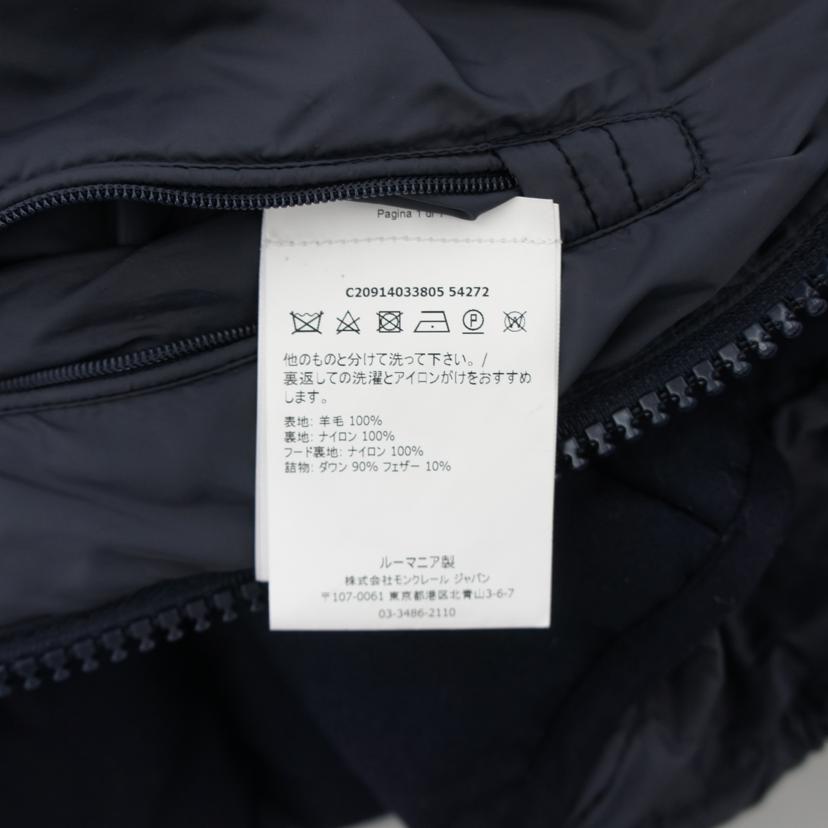 Pagina 1 di 1
C20914033805 54272
P
W
他のものと分けて洗って下さい。/
裏返しての洗濯とアイロンがけをおすすめ
します。
表地: 羊毛 100%
裏地: ナイロン 100%
フード裏地: ナイロン 100%
詰物: ダウン 90% フェザー 10%
ルーマニア製
株式会社モンクレール ジャパン
〒107-0061 東京都港区北青山3-6-7
03-3486-2110